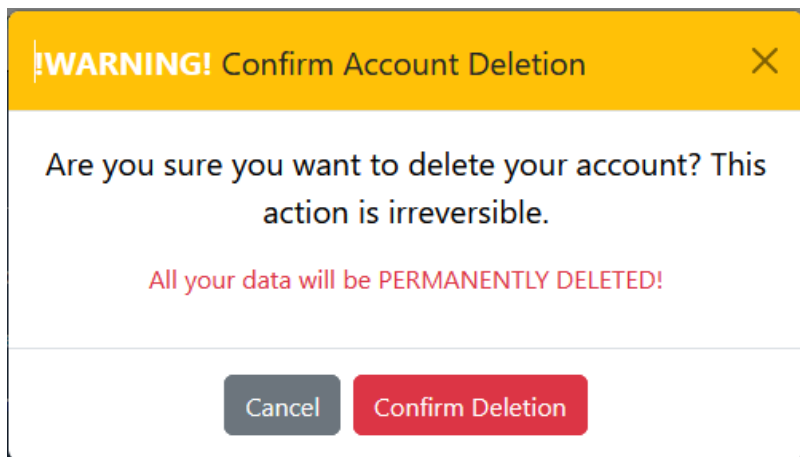 !WARNING! Confirm Account Deletion
Are you sure you want to delete your account? This
action is irreversible.
All your data will be PERMANENTLY DELETED!
Cancel Confirm Deletion